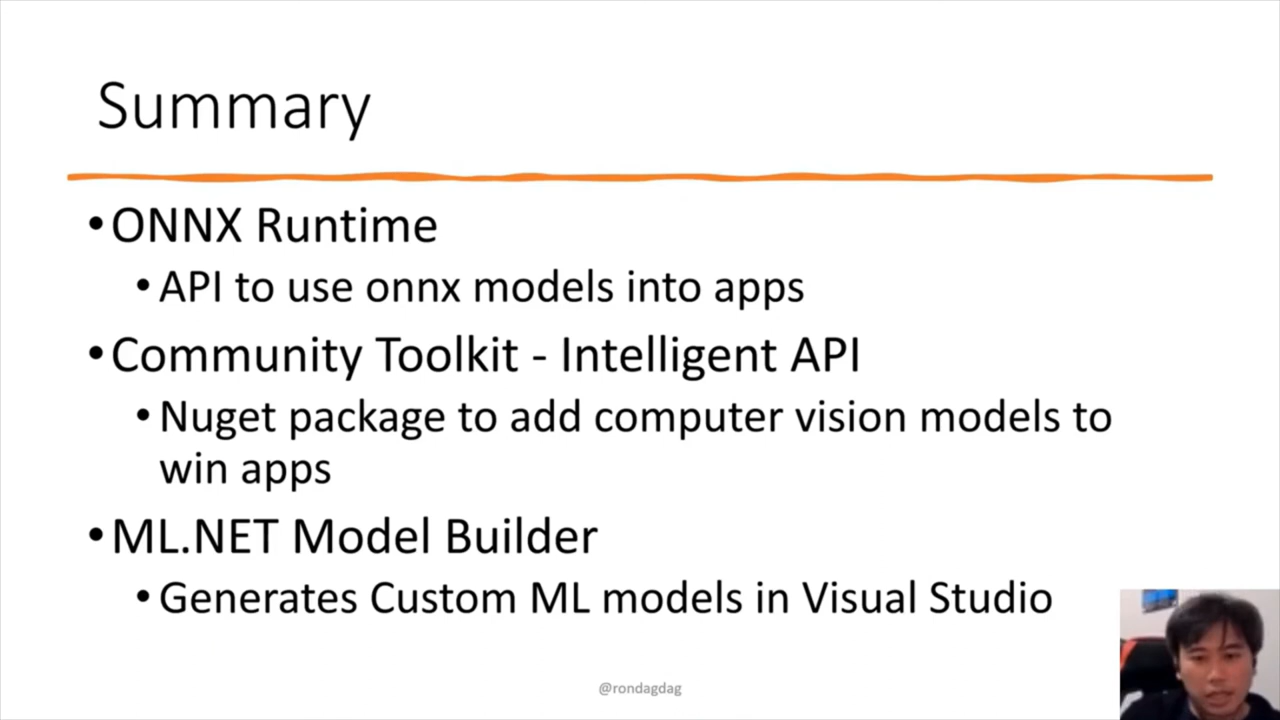 Summary
•ONNX Runtime
•API to use onnx models into apps
•Community Toolkit - Intelligent API
•Nuget package to add computer vision models to
win apps
•ML.NET Model Builder
•Generates Custom ML models in Visual Studio
@rondagdag